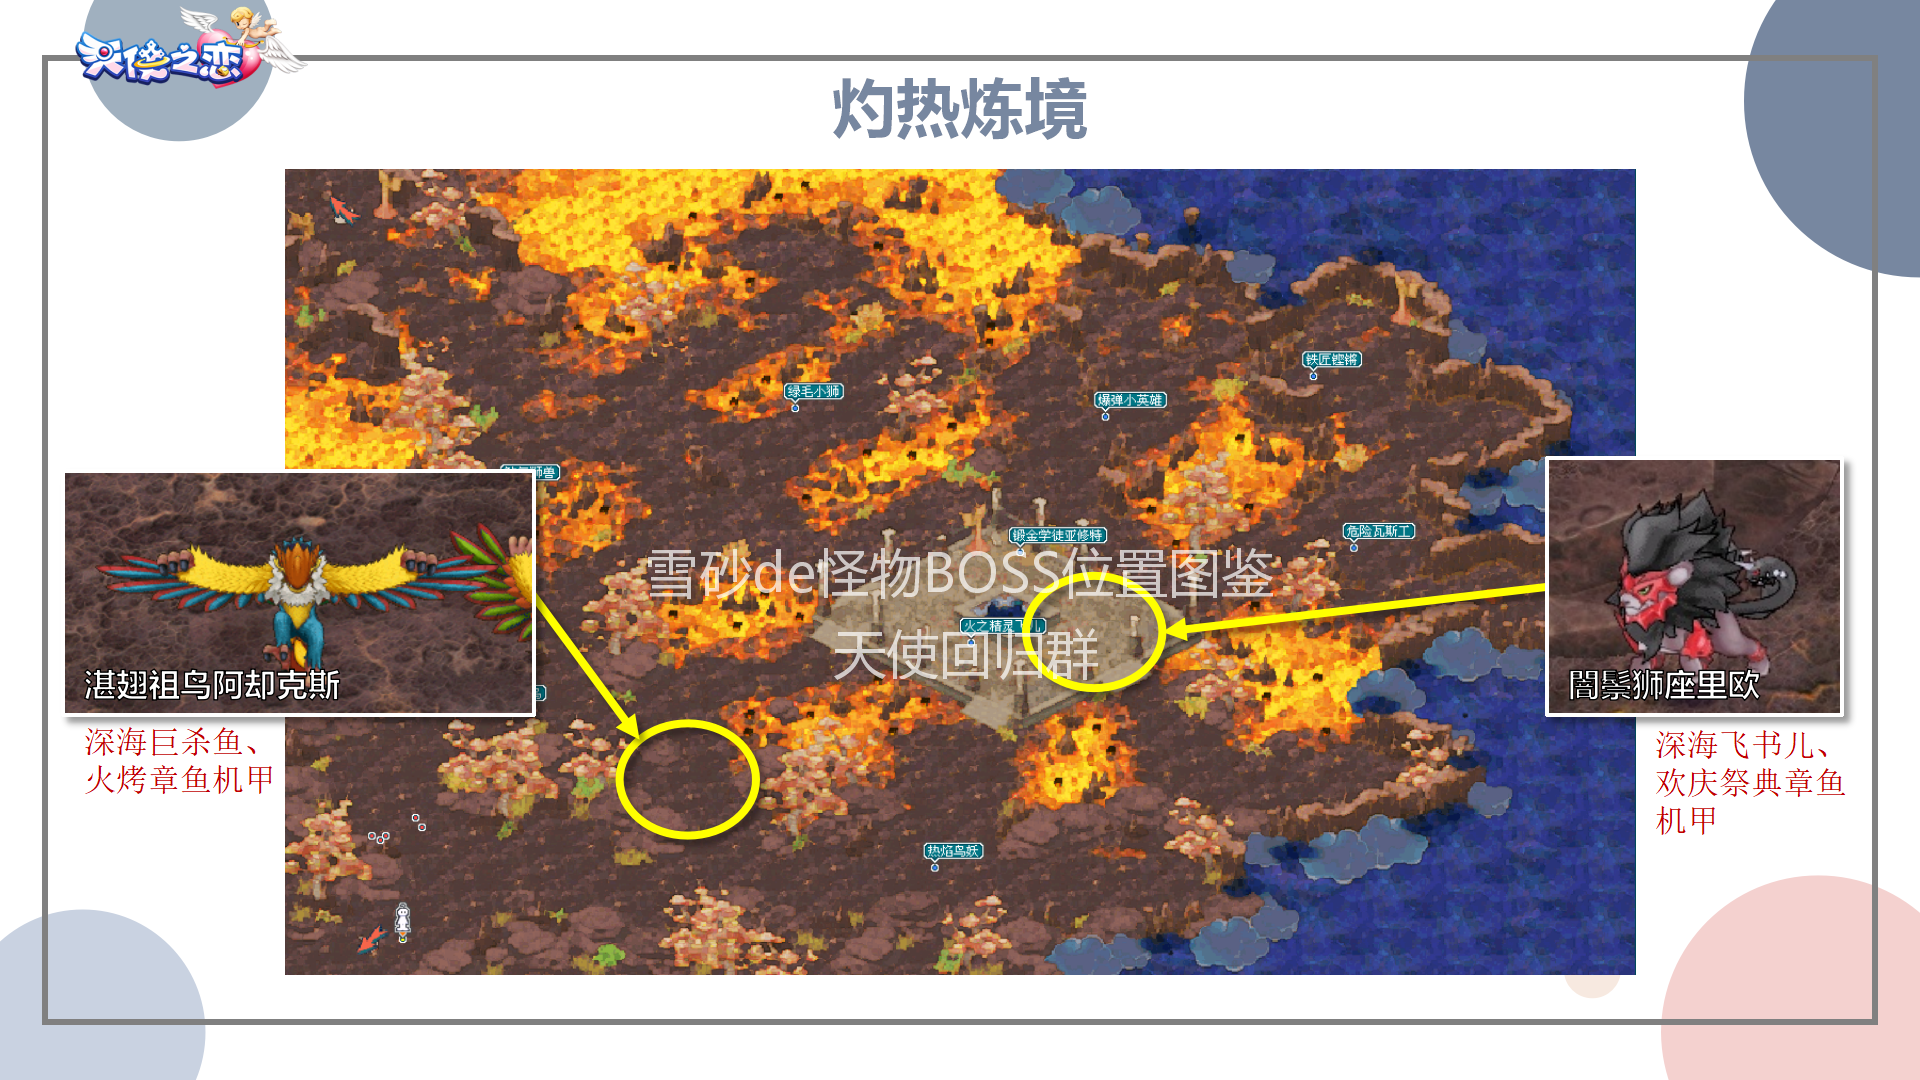 天使之恋
灼热炼境
铁匠铿锵
绿毛小狮
爆弹小英雄
狮兽
危险瓦斯工
锻金学徒亚修特
雪砂de怪物BOSS位置图鉴
火之精灵
天使回归群
湛翅祖鸟阿却克斯
闇鬃狮座里欧
深海巨杀鱼、
火烤章鱼机甲
深海飞书儿、
欢庆祭典章鱼
机甲
热焰鸟妖